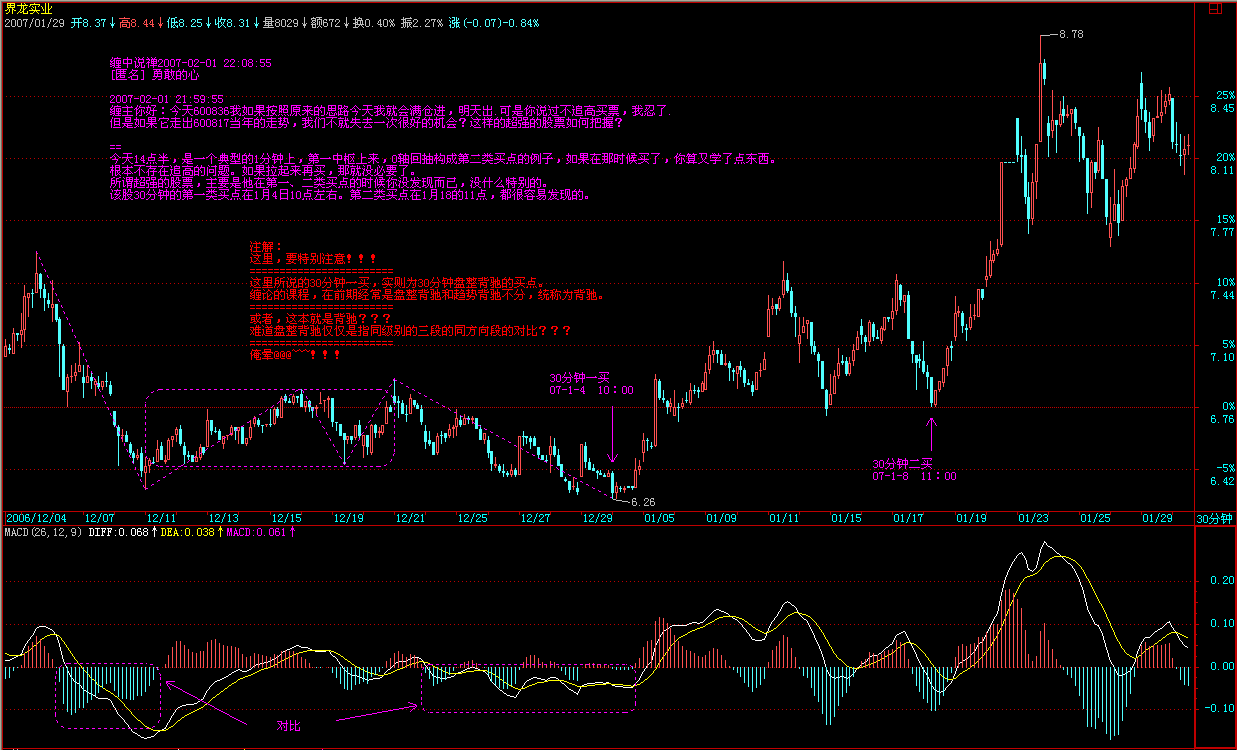 界龙实业
2007/01/29 开8.37↓高8.44↓低8.25↓收8.31↓量8029↓额672↓换0.40% 振2.27% 涨(-0.07)-0.84%
8.78
缠中说禅2007-02-01 22:08:55
[匿名] 勇敢的心
2007-02-01 21:59:55
缠主你好：今天600836我如果按照原来的思路今天我就会满仓进，明天出.可是你说过不追高买票，我忍了.
但是如果它走出600817当年的走势，我们不就失去一次很好的机会？这样的超强的股票如何把握？
==
今天14点半，是一个典型的1分钟上，第一中枢上来，0轴回抽构成第二类买点的例子，如果在那时候买了，你算又学了点东西。
根本不存在追高的问题。如果拉起来再买，那就没必要了。
所谓超强的股票，主要是他在第一、二类买点的时候你没发现而已，没什么特别的。
该股30分钟的第一类买点在1月4日10点左右。第二类买点在1月18的11点，都很容易发现的。
注解：
这里，要特别注意！！！
========================
这里所说的30分钟一买，实则为30分钟盘整背驰的买点。
缠论的课程，在前期经常是盘整背驰和趋势背驰不分，统称为背驰。
========================
或者，这本就是背驰？？？
难道盘整背驰仅仅是指同级别的三段的同方向段的对比？？？
========================
俺晕@@@~~~！！！
25%
8.45
20%
8.11
15%
7.77
10%
7.44
5%
7.10
0%
6.76
-5%
6.42
30分钟一买
07-1-4 10：00
30分钟二买
07-1-8 11：00
6.26
2006/12/04 12/07 12/11 12/13 12/15 12/19 12/21 12/25 12/27 12/29 01/05 01/09 01/11 01/15 01/17 01/19 01/23 01/25 01/29 30分钟
MACD(26,12,9) DIFF:0.068↑DEA:0.038↑MACD:0.061↑
0.20
0.10
0.00
-0.10
对比